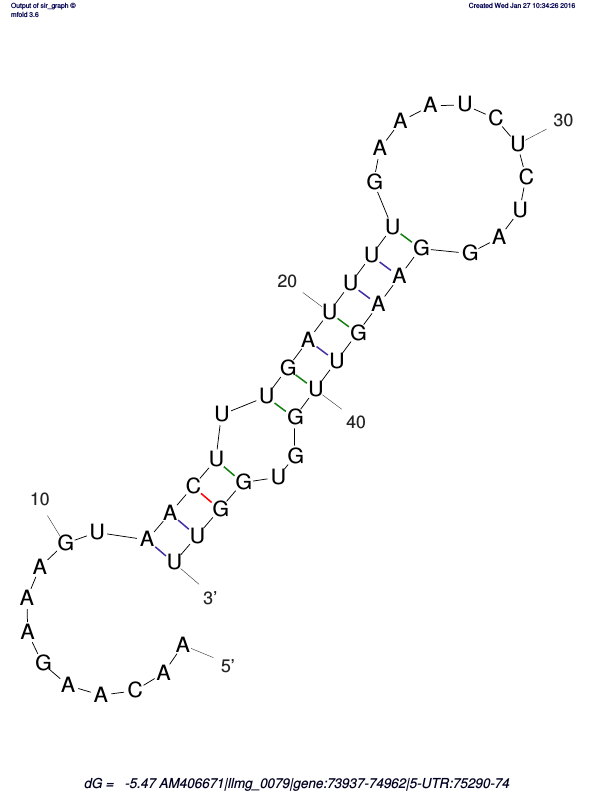 Output of sir_graph ©
mfold 3.6
Created Wed Jan 27 10:34:26 2016
5'
A
A
C
A
A
G
A
A
A
G
10
U
A
A
C
U
U
U
G
A
U
20
U
U
U
G
A
A
A
U
C
U
30
C
U
A
G
G
A
A
G
U
U
40
G
G
U
G
G
U
U
3'
dG = -5.47 AM406671|llmg_0079|gene:73937-74962|5-UTR:75290-74